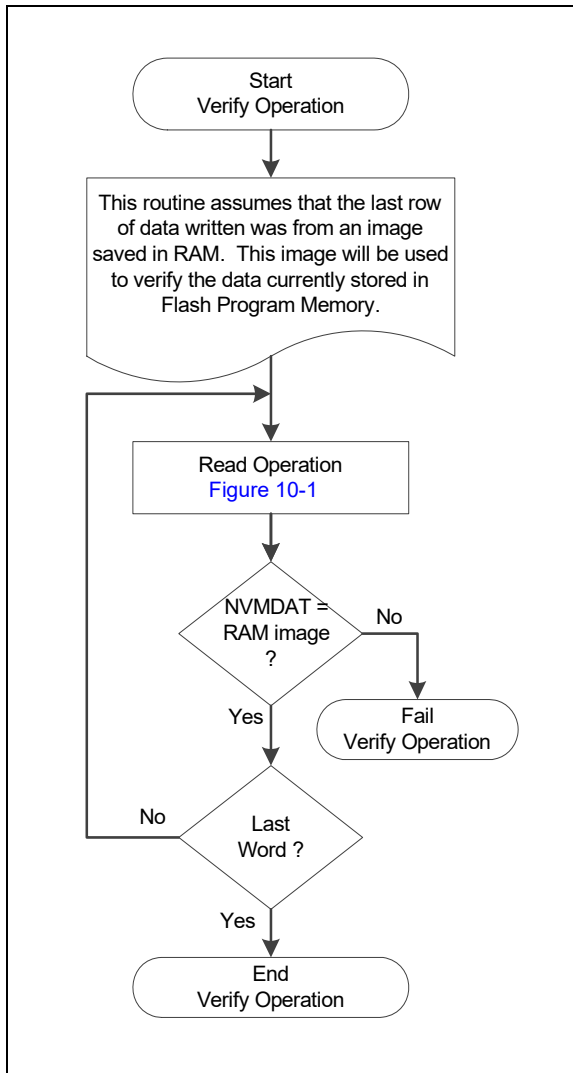 Start
Verify Operation
This routine assumes that the last row
of data written was from an image
saved in RAM.  This image will be used
to verify the data currently stored in
Flash Program Memory.
Read Operation
Figure 10-1
NVMDAT =
RAM image
?
No
Yes
Fail
Verify Operation
No
Last
Word ?
Yes
End
Verify Operation